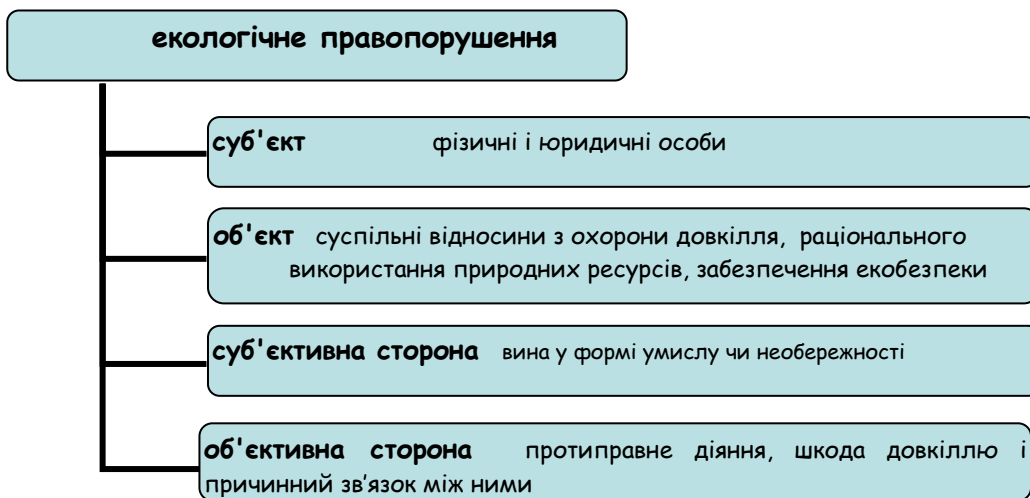 екологічне правопорушення
суб'єкт фізичні і юридичні особи
об'єкт суспільні відносини з охорони довкілля, раціонального
використання природних ресурсів, забезпечення екобезпеки
суб'єктивна сторона вина у формі умислу чи необережності
об'єктивна сторона протиправне діяння, шкода довкіллю і
причинний зв'язок між ними